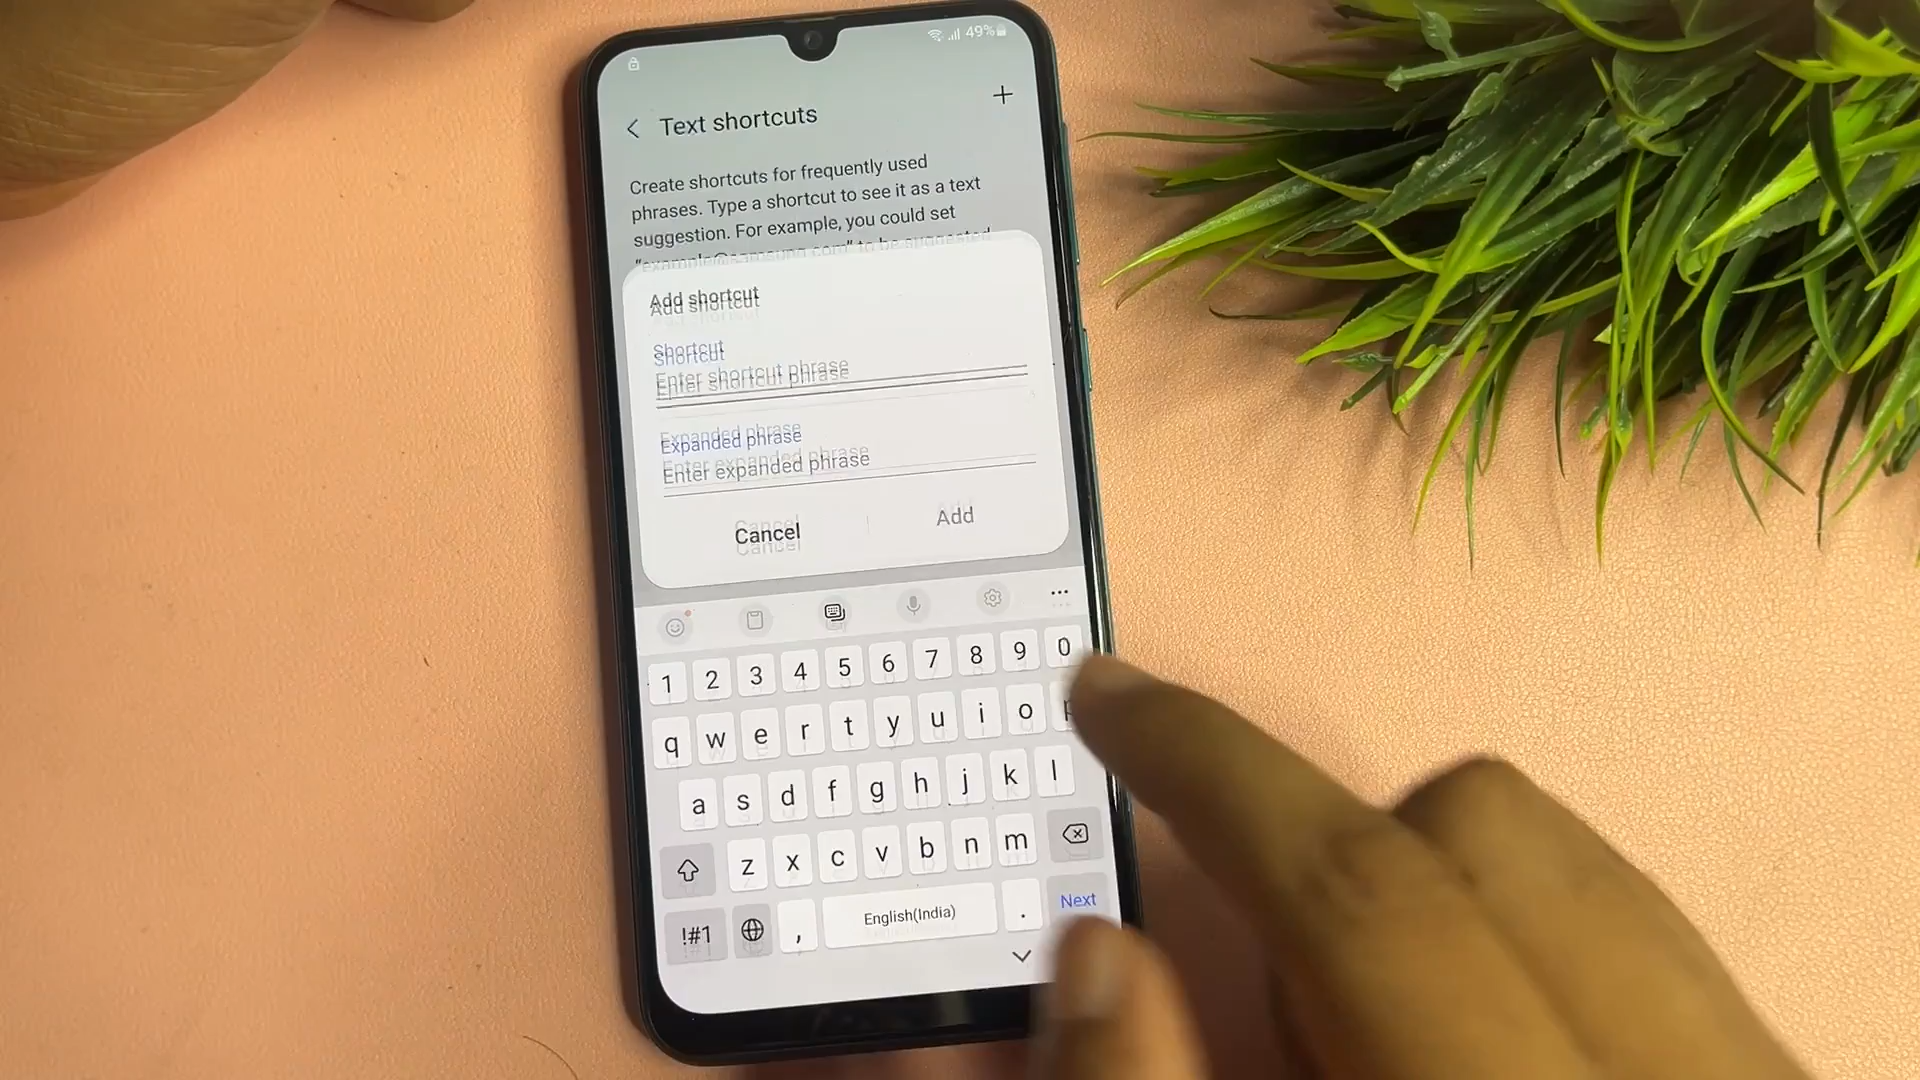 49%
Text shortcuts
+
Create shortcuts for frequently used
phrases. Type a shortcut to see it as a text
suggestion. For example, you could set
"example@samsung.com" to be suggested
Add shortcut
Shortcut
Enter shortcut phrase
Expanded phrase
Enter expanded phrase
Cancel Add
1 2 3 4 5 6 7 8 9 0
q w e r t y u i o p
a s d f g h j k l
z x c v b n m
!#1 , English(India) . Next